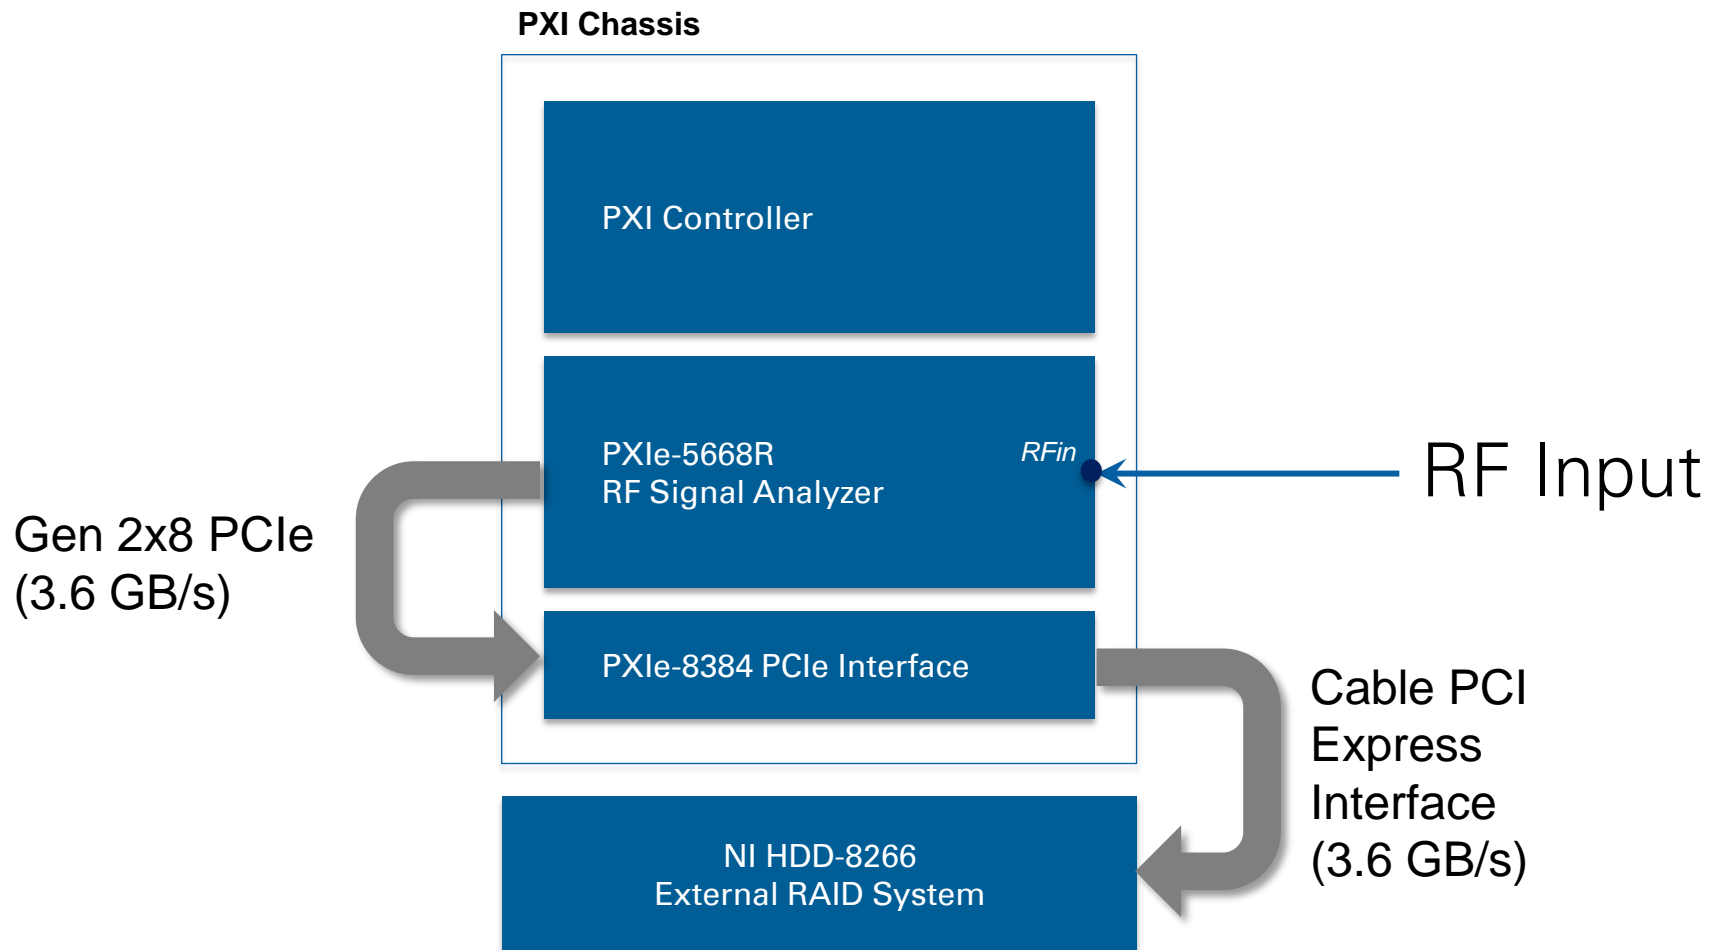 PXI Chassis
PXI Controller
PXIe-5668R
RF Signal Analyzer
RFin
RF Input
Gen 2x8 PCIe
(3.6 GB/s)
PXIe-8384 PCIe Interface
Cable PCI
Express
Interface
(3.6 GB/s)
NI HDD-8266
External RAID System